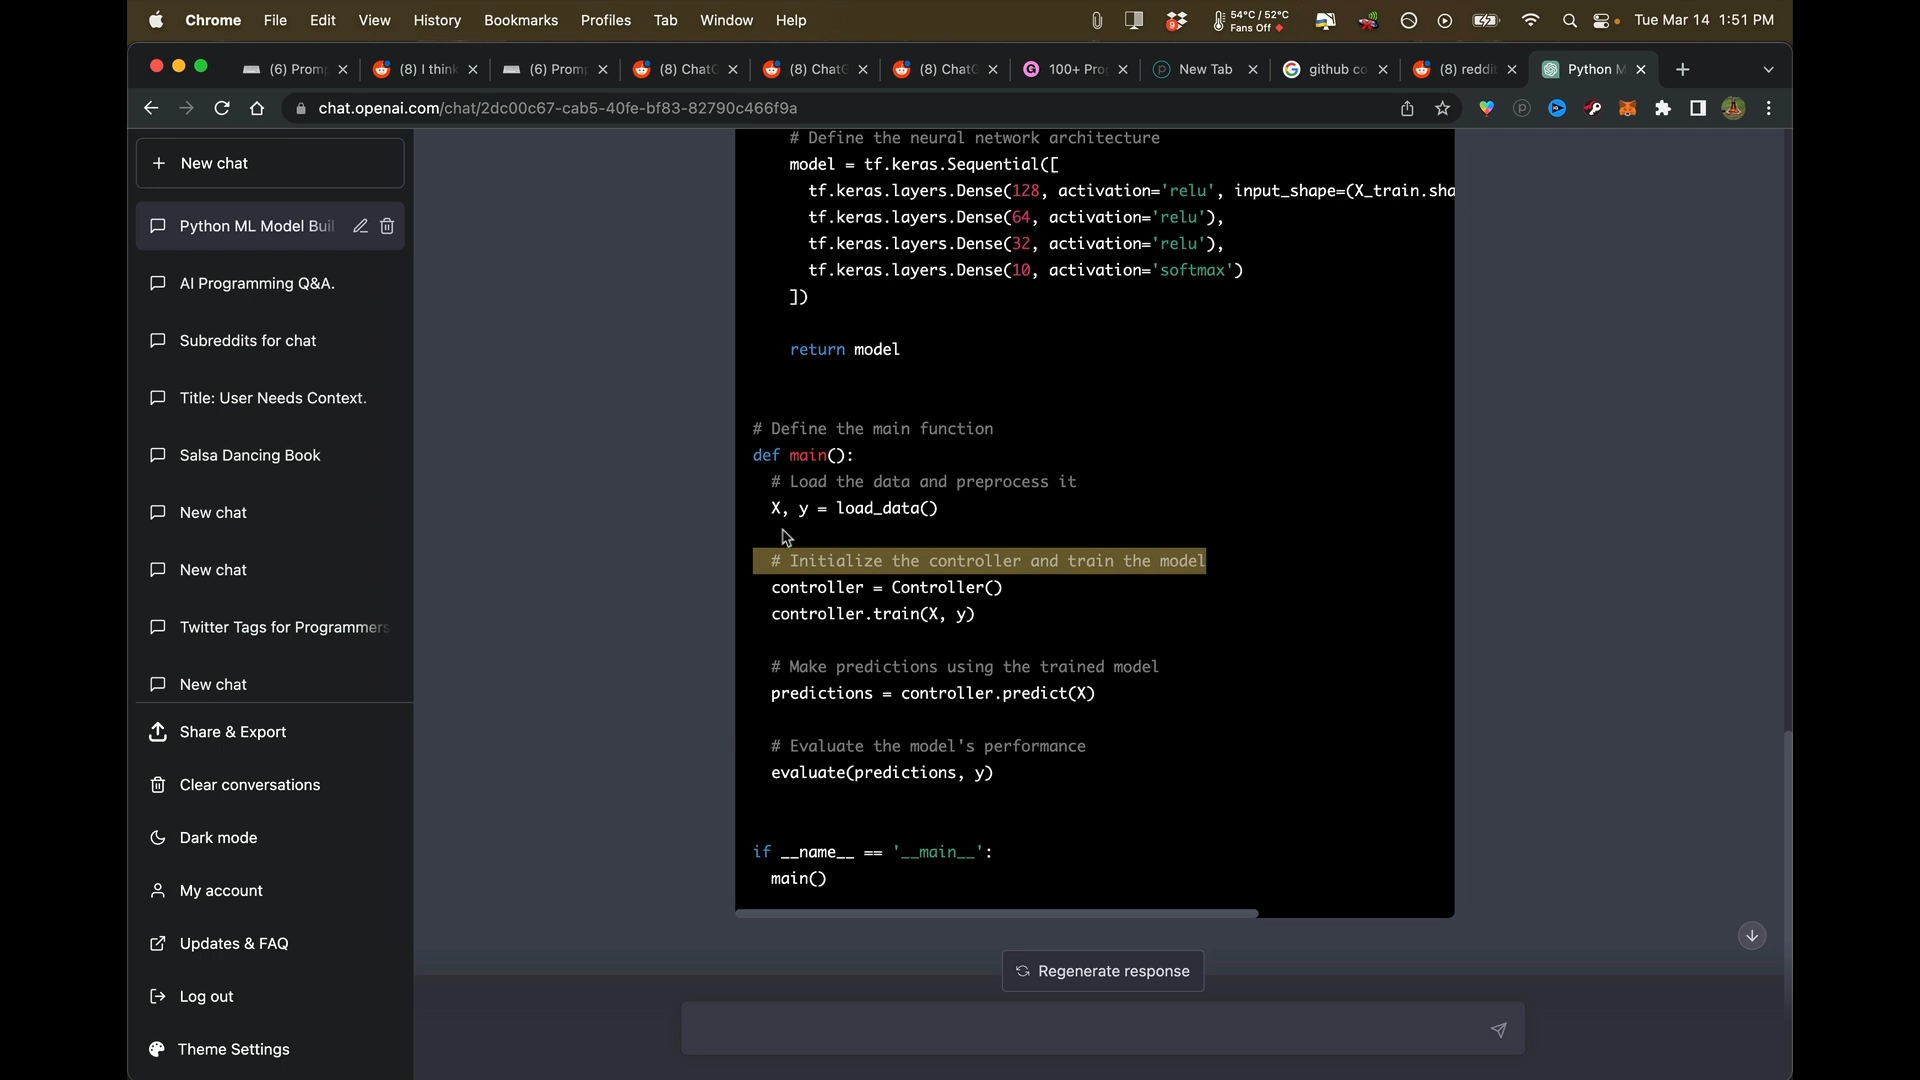 Chrome File Edit View History Bookmarks Profiles Tab Window Help 9 54°C / 52°C Fans Off Tue Mar 14 1:51 PM
(6) Promp (8) I think (6) Promp (8) ChatG (8) ChatG (8) ChatG 100+ Pro New Tab github co (8) reddit Python M
chat.openai.com/chat/2dc00c67-cab5-40fe-bf83-82790c466f9a
+ New chat
Python ML Model Buil
AI Programming Q&A.
Subreddits for chat
Title: User Needs Context.
Salsa Dancing Book
New chat
New chat
Twitter Tags for Programmers
New chat
Share & Export
Clear conversations
Dark mode
My account
Updates & FAQ
Log out
Theme Settings
# Define the neural network architecture
model = tf.keras.Sequential([
tf.keras.layers.Dense(128, activation='relu', input_shape=(X_train.sha
tf.keras.layers.Dense(64, activation='relu'),
tf.keras.layers.Dense(32, activation='relu'),
tf.keras.layers.Dense(10, activation='softmax')
])
return model
# Define the main function
def main():
# Load the data and preprocess it
X, y = load_data()
# Initialize the controller and train the model
controller = Controller()
controller.train(X, y)
# Make predictions using the trained model
predictions = controller.predict(X)
# Evaluate the model's performance
evaluate(predictions, y)
if __name__ == '__main__':
main()
Regenerate response